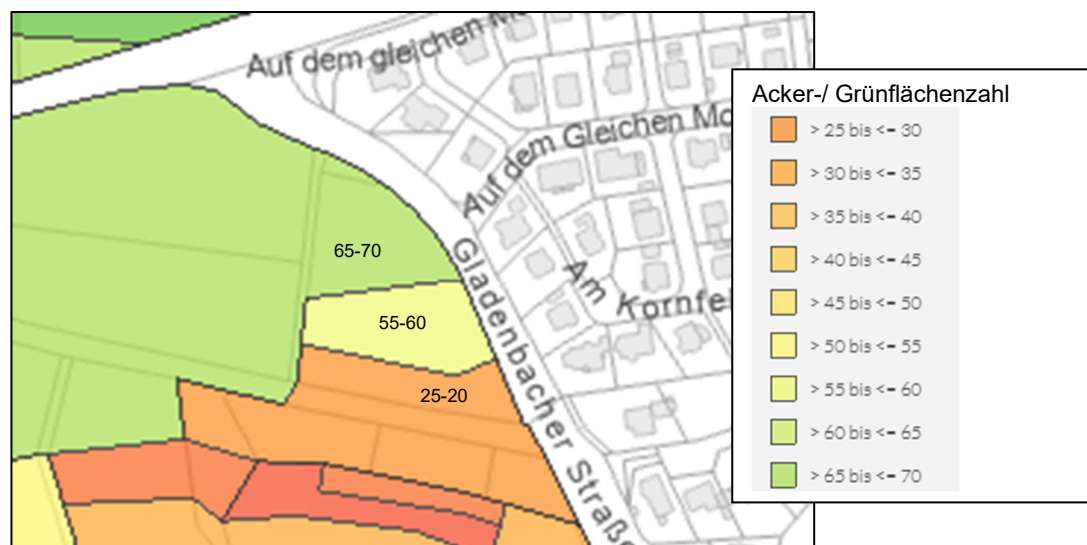 Auf dem gleichen Mo
Auf dem Gleichen Mo
Gladenbacher Straße
Am Kornfel
65-70
55-60
25-20
Acker-/ Grünflächenzahl
> 25 bis <= 30
> 30 bis <= 35
> 35 bis <= 40
> 40 bis <= 45
> 45 bis <= 50
> 50 bis <= 55
> 55 bis <= 60
> 60 bis <= 65
> 65 bis <= 70